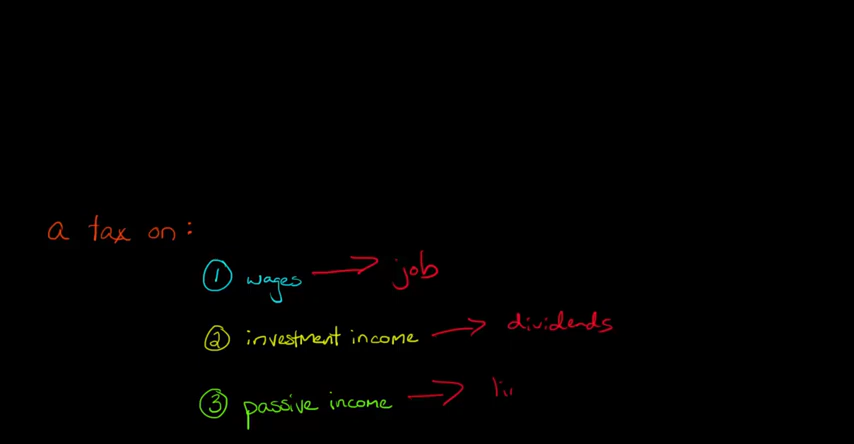 a tax on:
① wages → job
② investment income → dividends
③ passive income →